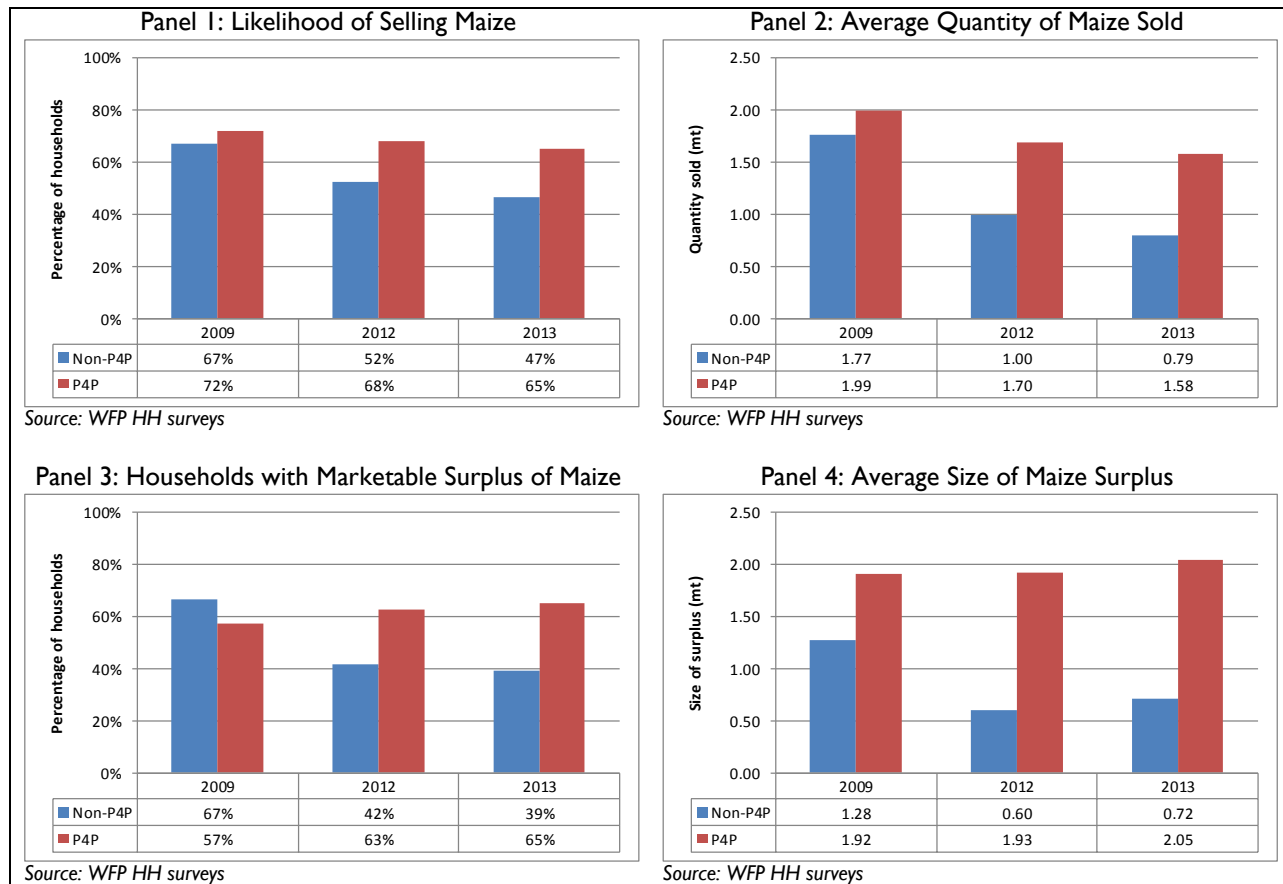 Panel 1: Likelihood of Selling Maize
100%
80%
60%
40%
20%
0%
Percentage of households
2009 2012 2013
Non-P4P 67% 52% 47%
P4P 72% 68% 65%
Source: WFP HH surveys
Panel 2: Average Quantity of Maize Sold
2.50
2.00
1.50
1.00
0.50
0.00
Quantity sold (mt)
2009 2012 2013
Non-P4P 1.77 1.00 0.79
P4P 1.99 1.70 1.58
Source: WFP HH surveys
Panel 3: Households with Marketable Surplus of Maize
100%
80%
60%
40%
20%
0%
Percentage of households
2009 2012 2013
Non-P4P 67% 42% 39%
P4P 57% 63% 65%
Source: WFP HH surveys
Panel 4: Average Size of Maize Surplus
2.50
2.00
1.50
1.00
0.50
0.00
Size of surplus (mt)
2009 2012 2013
Non-P4P 1.28 0.60 0.72
P4P 1.92 1.93 2.05
Source: WFP HH surveys